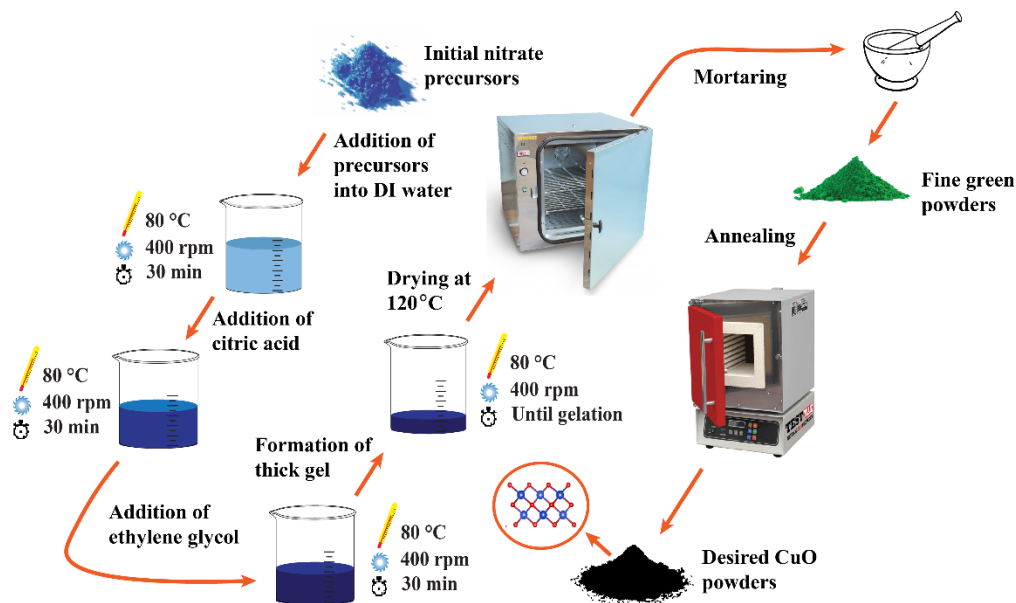 Initial nitrate
precursors
Addition of
precursors
into DI water
80 °C
400 rpm
30 min
Addition of
citric acid
80 °C
400 rpm
30 min
Addition of
ethylene glycol
80 °C
400 rpm
30 min
Formation of
thick gel
80 °C
400 rpm
Until gelation
Drying at
120°C
Mortaring
Fine green
powders
Annealing
Desired CuO
powders